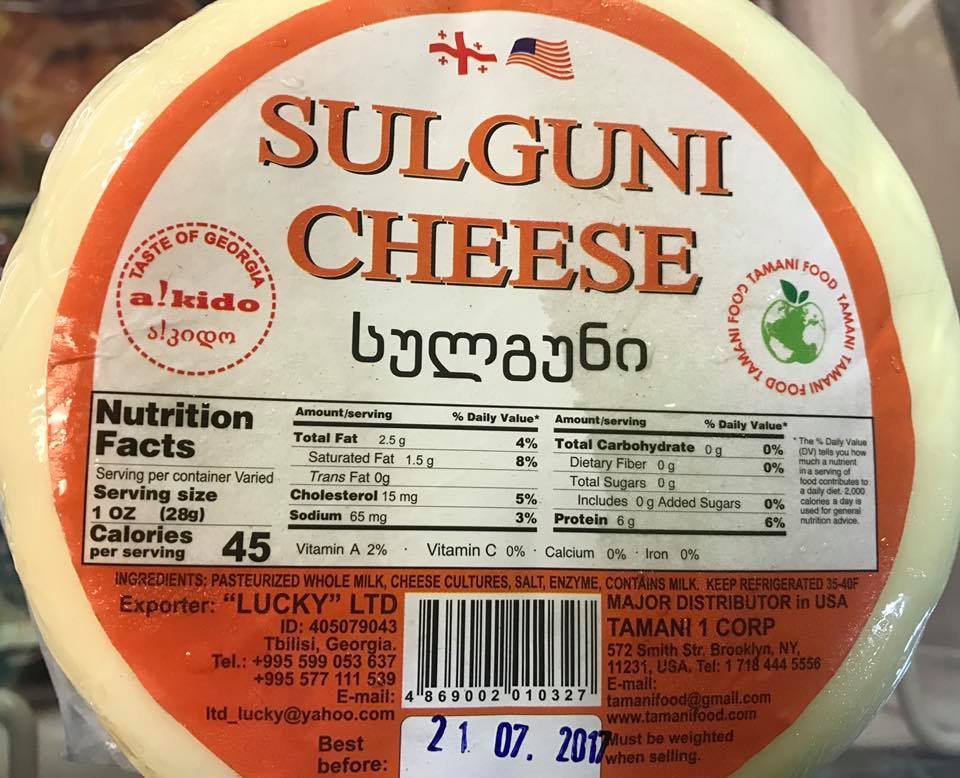 SULGUNI
CHEESE
სულგუნი
TASTE OF GEORGIA
a!kido
ა!კიდო
TAMANI FOOD TAMANI FOOD TAMANI FOOD TAMANI
Nutrition
Facts
Serving per container Varied
Serving size
1 OZ (28g)
Calories
per serving 45
Amount/serving % Daily Value*
Total Fat 2.5 g 4%
Saturated Fat 1.5 g 8%
Trans Fat 0g
Cholesterol 15 mg 5%
Sodium 65 mg 3%
Amount/serving % Daily Value*
Total Carbohydrate 0 g 0%
Dietary Fiber 0 g 0%
Total Sugars 0 g
Includes 0 g Added Sugars 0%
Protein 6 g 6%
Vitamin A 2% · Vitamin C 0% · Calcium 0% · Iron 0%
* The % Daily Value
(DV) tells you how
much a nutrient
in a serving of
food contributes to
a daily diet. 2,000
calories a day is
used for general
nutrition advice.
INGREDIENTS: PASTEURIZED WHOLE MILK, CHEESE CULTURES, SALT, ENZYME, CONTAINS MILK. KEEP REFRIGERATED 35-40F
Exporter: “LUCKY” LTD
ID: 405079043
Tbilisi, Georgia.
Tel.: +995 599 053 637
+995 577 111 539
E-mail:
ltd_lucky@yahoo.com
4 869002 010327
MAJOR DISTRIBUTOR in USA
TAMANI 1 CORP
572 Smith Str. Brooklyn, NY,
11231, USA. Tel: 1 718 444 5556
E-mail:
tamanifood@gmail.com
www.tamanifood.com
Must be weighted
when selling.
Best
before:
21 07. 2017